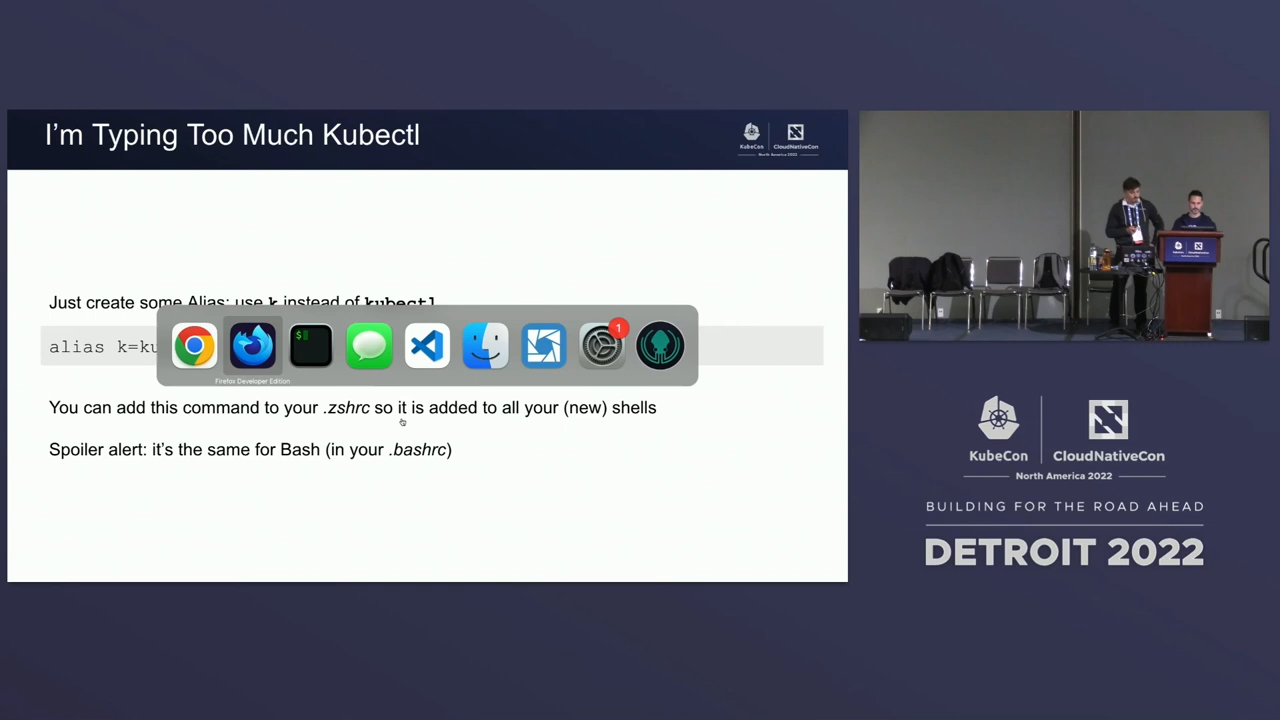 I'm Typing Too Much Kubectl
KubeCon
CloudNativeCon
North America 2022
Just create some Alias: use k instead of kubectl
alias k=ku
1
$
Firefox Developer Edition
You can add this command to your .zshrc so it is added to all your (new) shells
Spoiler alert: it's the same for Bash (in your .bashrc)
KubeCon
CloudNativeCon
North America 2022
BUILDING FOR THE ROAD AHEAD
DETROIT 2022